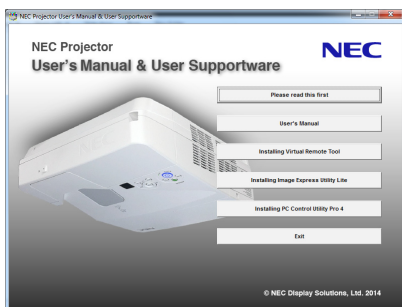 NEC Projector User's Manual & User Supportware
NEC Projector
NEC
User's Manual & User Supportware
Please read this first
User's Manual
Installing Virtual Remote Tool
Installing Image Express Utility Lite
Installing PC Control Utility Pro 4
Exit
© NEC Display Solutions, Ltd. 2014